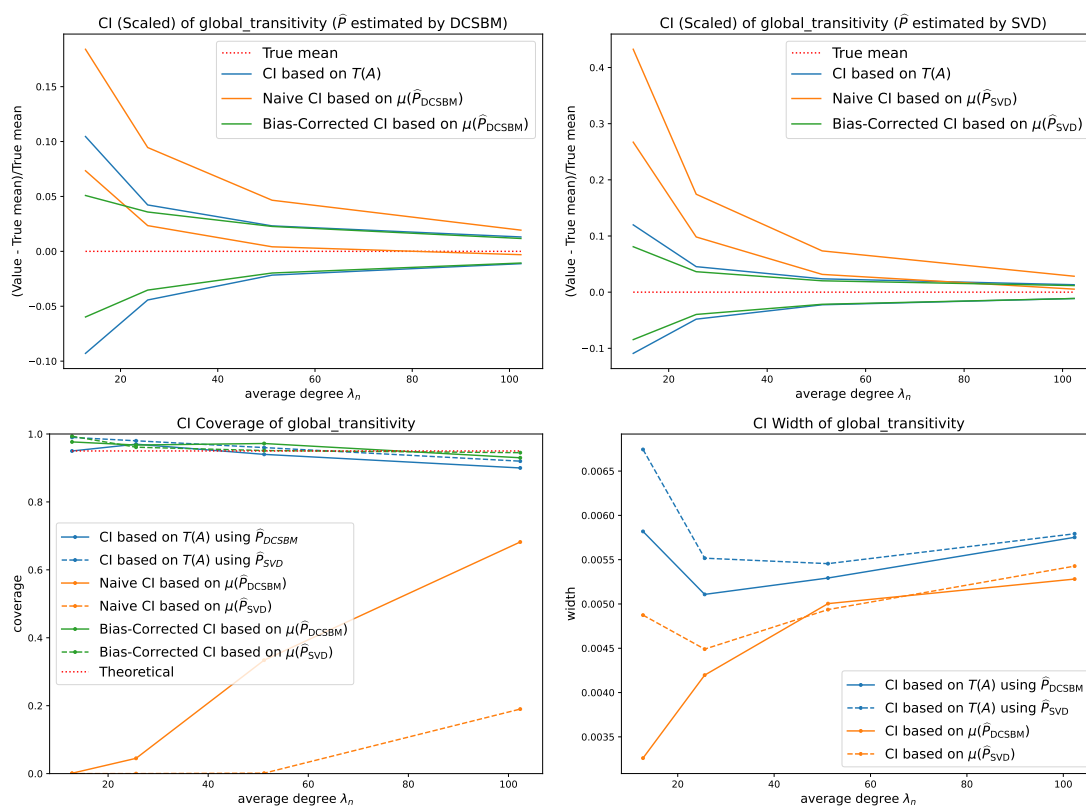 CI (Scaled) of global_transitivity (P̂ estimated by DCSBM)
(Value - True mean)/True mean
0.15
0.10
0.05
0.00
−0.05
−0.10
True mean
CI based on T(A)
Naive CI based on μ(P̂_DCSBM)
Bias-Corrected CI based on μ(P̂_DCSBM)
20
40
60
80
100
average degree λ_n
CI (Scaled) of global_transitivity (P̂ estimated by SVD)
(Value - True mean)/True mean
0.4
0.3
0.2
0.1
0.0
−0.1
True mean
CI based on T(A)
Naive CI based on μ(P̂_SVD)
Bias-Corrected CI based on μ(P̂_SVD)
20
40
60
80
100
average degree λ_n
CI Coverage of global_transitivity
coverage
1.0
0.8
0.6
0.4
0.2
0.0
CI based on T(A) using P̂_DCSBM
CI based on T(A) using P̂_SVD
Naive CI based on μ(P̂_DCSBM)
Naive CI based on μ(P̂_SVD)
Bias-Corrected CI based on μ(P̂_DCSBM)
Bias-Corrected CI based on μ(P̂_SVD)
Theoretical
20
40
60
80
100
average degree λ_n
CI Width of global_transitivity
width
0.0065
0.0060
0.0055
0.0050
0.0045
0.0040
0.0035
CI based on T(A) using P̂_DCSBM
CI based on T(A) using P̂_SVD
CI based on μ(P̂_DCSBM)
CI based on μ(P̂_SVD)
20
40
60
80
100
average degree λ_n